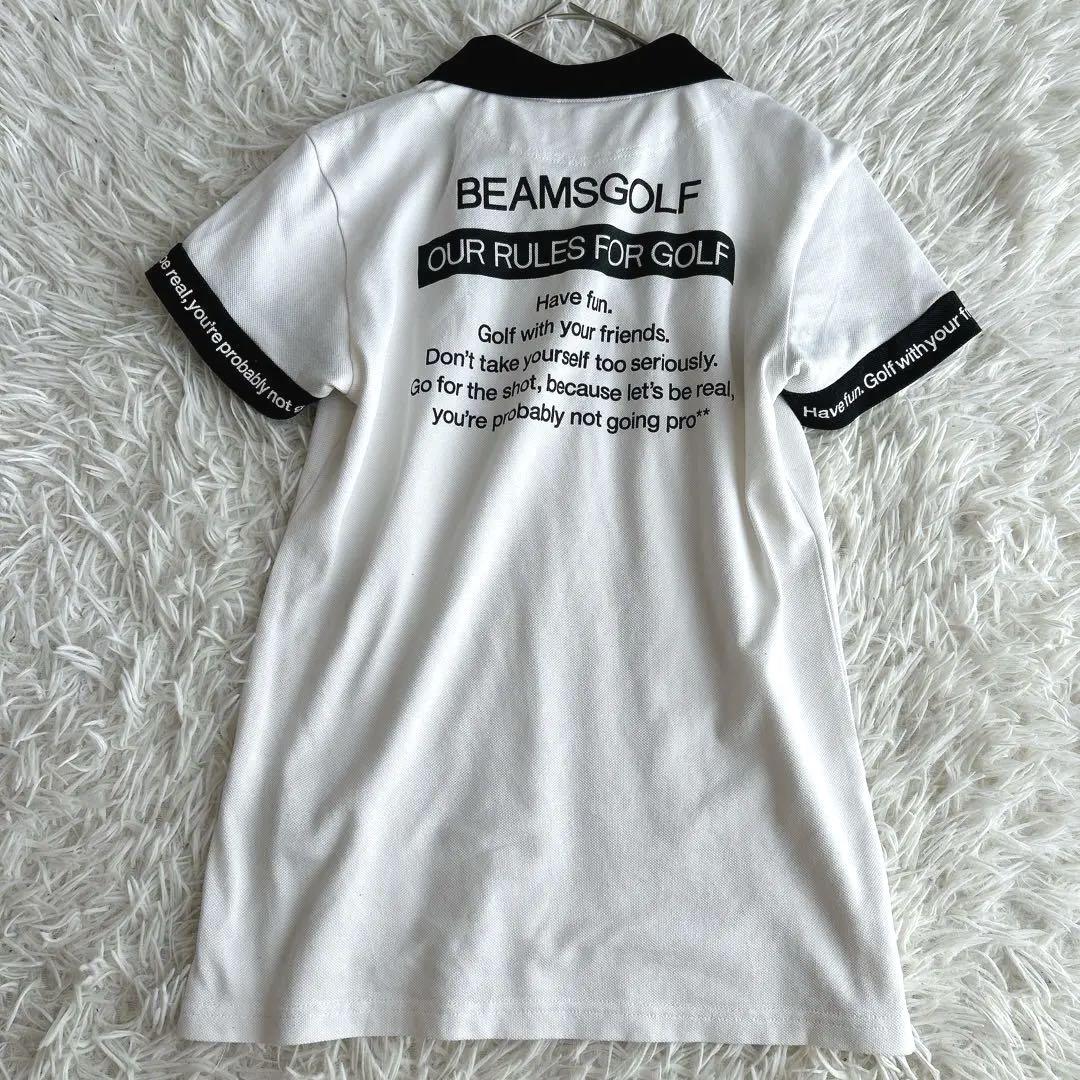 BEAMSGOLF
OUR RULES FOR GOLF
Have fun.
Golf with your friends.
Don't take yourself too seriously.
Go for the shot, because let's be real,
you're probably not going pro**
be real, you're probably not
Have fun. Golf with your